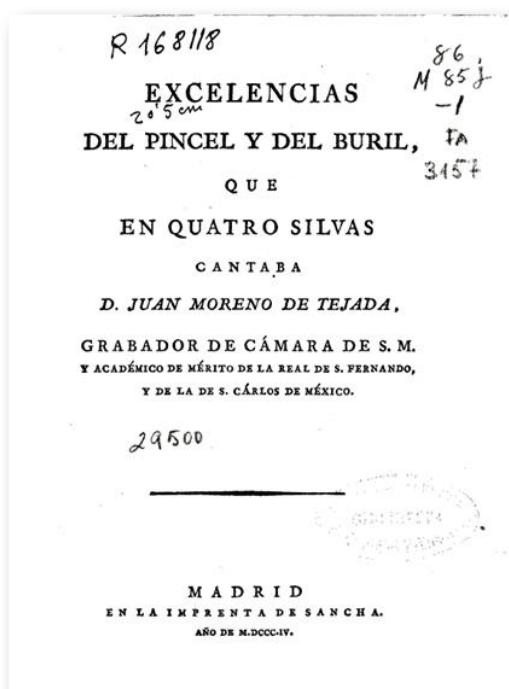 R 168118
86,
M 85j
-1
FA
3157
EXCELENCIAS
20'5 cm
DEL PINCEL Y DEL BURIL,
QUE
EN QUATRO SILVAS
CANTABA
D. JUAN MORENO DE TEJADA,
GRABADOR DE CÁMARA DE S. M.
Y ACADÉMICO DE MÉRITO DE LA REAL DE S. FERNANDO,
Y DE LA DE S. CÁRLOS DE MÉXICO.
29500
MADRID
EN LA IMPRENTA DE SANCHA.
AÑO DE M.DCCC.IV.